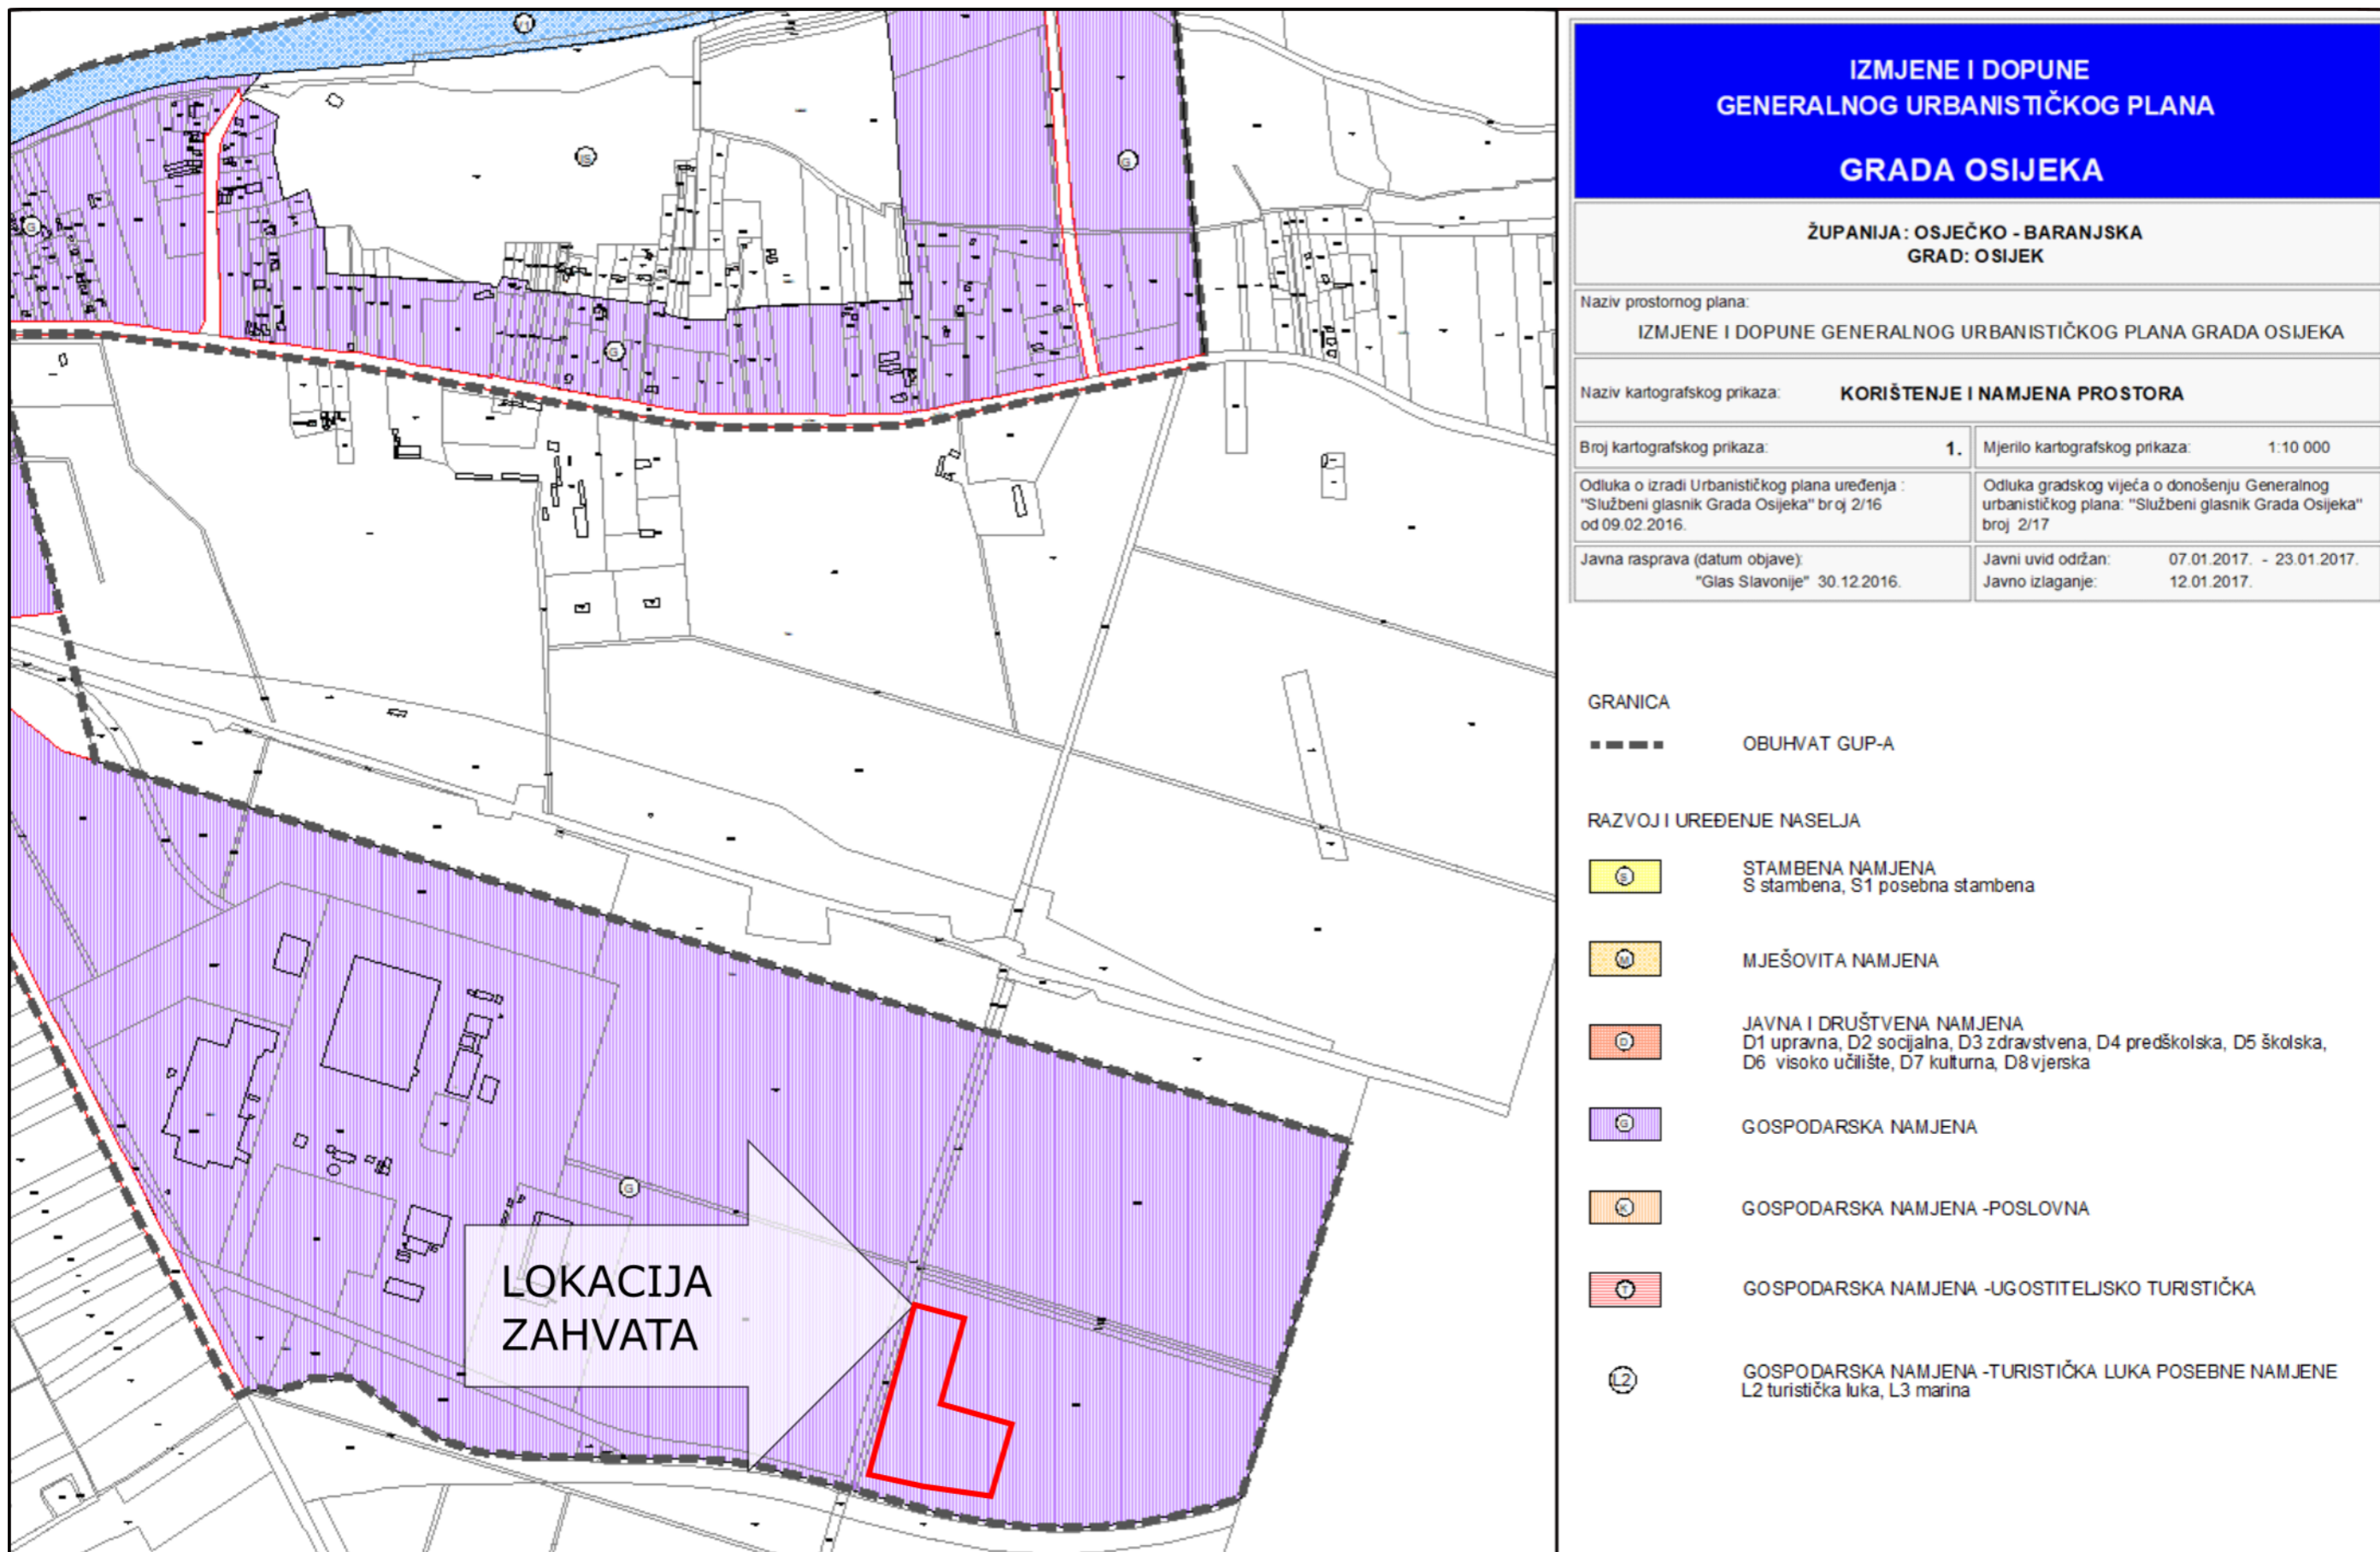 V1
IS
G
G
G
G
LOKACIJA
ZAHVATA
IZMJENE I DOPUNE
GENERALNOG URBANISTIČKOG PLANA
GRADA OSIJEKA
ŽUPANIJA: OSJEČKO - BARANJSKA
GRAD: OSIJEK
Naziv prostornog plana:
IZMJENE I DOPUNE GENERALNOG URBANISTIČKOG PLANA GRADA OSIJEKA
Naziv kartografskog prikaza: KORIŠTENJE I NAMJENA PROSTORA
Broj kartografskog prikaza: 1.
Mjerilo kartografskog prikaza: 1:10 000
Odluka o izradi Urbanističkog plana uređenja :
"Službeni glasnik Grada Osijeka" broj 2/16
od 09.02.2016.
Odluka gradskog vijeća o donošenju Generalnog
urbanističkog plana: "Službeni glasnik Grada Osijeka"
broj 2/17
Javna rasprava (datum objave):
"Glas Slavonije" 30.12.2016.
Javni uvid održan: 07.01.2017. - 23.01.2017.
Javno izlaganje: 12.01.2017.
GRANICA
OBUHVAT GUP-A
RAZVOJ I UREĐENJE NASELJA
S
STAMBENA NAMJENA
S stambena, S1 posebna stambena
M
MJEŠOVITA NAMJENA
D
JAVNA I DRUŠTVENA NAMJENA
D1 upravna, D2 socijalna, D3 zdravstvena, D4 predškolska, D5 školska,
D6 visoko učilište, D7 kulturna, D8 vjerska
G
GOSPODARSKA NAMJENA
K
GOSPODARSKA NAMJENA -POSLOVNA
T
GOSPODARSKA NAMJENA -UGOSTITELJSKO TURISTIČKA
L2
GOSPODARSKA NAMJENA -TURISTIČKA LUKA POSEBNE NAMJENE
L2 turistička luka, L3 marina